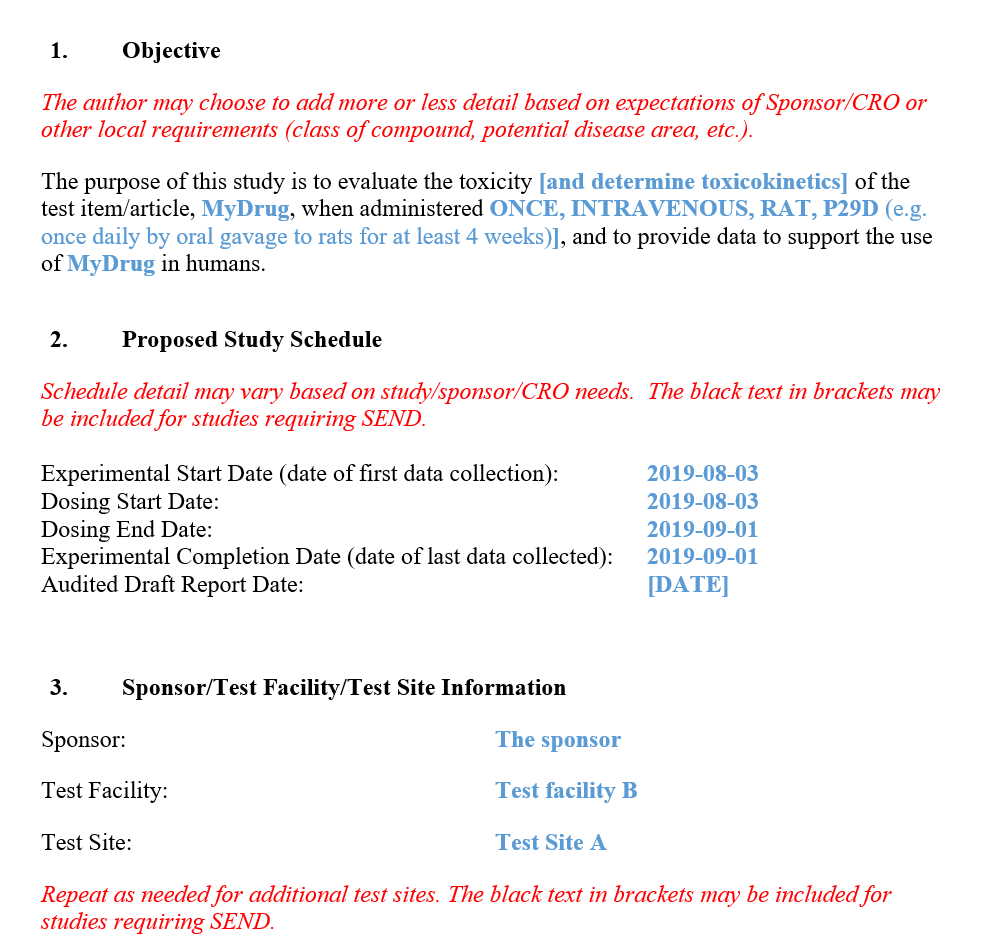 1. Objective
The author may choose to add more or less detail based on expectations of Sponsor/CRO or
other local requirements (class of compound, potential disease area, etc.).
The purpose of this study is to evaluate the toxicity [and determine toxicokinetics] of the
test item/article, MyDrug, when administered ONCE, INTRAVENOUS, RAT, P29D (e.g.
once daily by oral gavage to rats for at least 4 weeks)], and to provide data to support the use
of MyDrug in humans.
2. Proposed Study Schedule
Schedule detail may vary based on study/sponsor/CRO needs.  The black text in brackets may
be included for studies requiring SEND.
Experimental Start Date (date of first data collection): 2019-08-03
Dosing Start Date: 2019-08-03
Dosing End Date: 2019-09-01
Experimental Completion Date (date of last data collected): 2019-09-01
Audited Draft Report Date: [DATE]
3. Sponsor/Test Facility/Test Site Information
Sponsor: The sponsor
Test Facility: Test facility B
Test Site: Test Site A
Repeat as needed for additional test sites. The black text in brackets may be included for
studies requiring SEND.